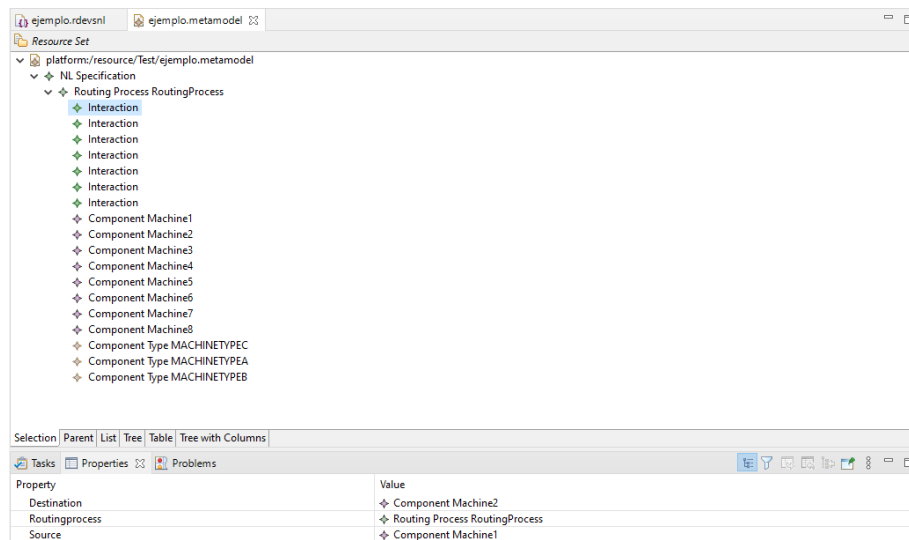 ejemplo.rdevsnl ejemplo.metamodel
Resource Set
platform:/resource/Test/ejemplo.metamodel
NL Specification
Routing Process RoutingProcess
Interaction
Interaction
Interaction
Interaction
Interaction
Interaction
Interaction
Component Machine1
Component Machine2
Component Machine3
Component Machine4
Component Machine5
Component Machine6
Component Machine7
Component Machine8
Component Type MACHINETYPEC
Component Type MACHINETYPEA
Component Type MACHINETYPEB
Selection Parent List Tree Table Tree with Columns
Tasks Properties Problems
Property Value
Destination Component Machine2
Routingprocess Routing Process RoutingProcess
Source Component Machine1